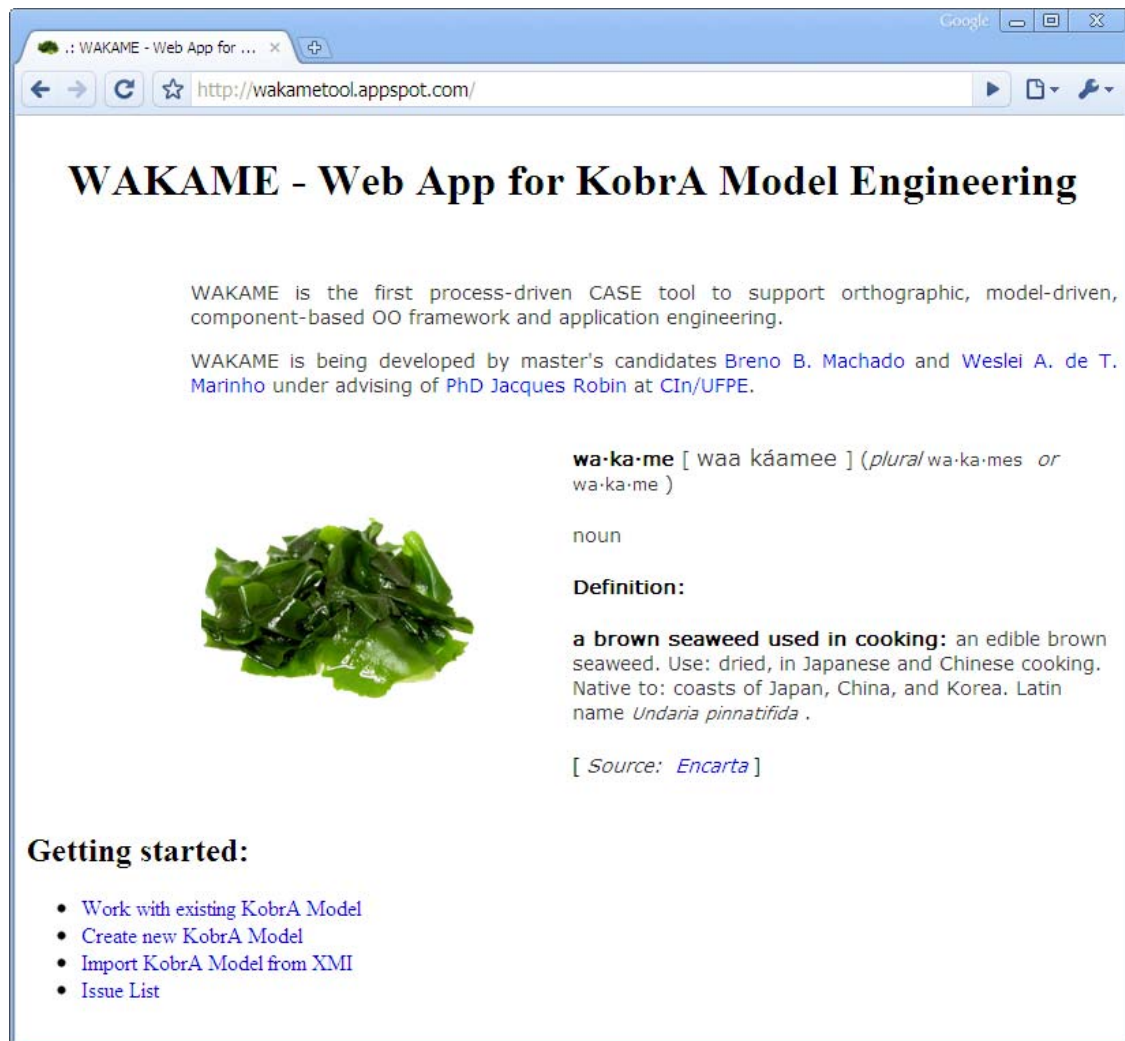 Google
.: WAKAME - Web App for ...
http://wakametool.appspot.com/
WAKAME - Web App for KobrA Model Engineering
WAKAME is the first process-driven CASE tool to support orthographic, model-driven,
component-based OO framework and application engineering.
WAKAME is being developed by master's candidates Breno B. Machado and Weslei A. de T.
Marinho under advising of PhD Jacques Robin at CIn/UFPE.
wa·ka·me [ waa káamee ] (plural wa·ka·mes or
wa·ka·me )
noun
Definition:
a brown seaweed used in cooking: an edible brown
seaweed. Use: dried, in Japanese and Chinese cooking.
Native to: coasts of Japan, China, and Korea. Latin
name Undaria pinnatifida .
[ Source: Encarta ]
Getting started:
• Work with existing KobrA Model
• Create new KobrA Model
• Import KobrA Model from XMI
• Issue List